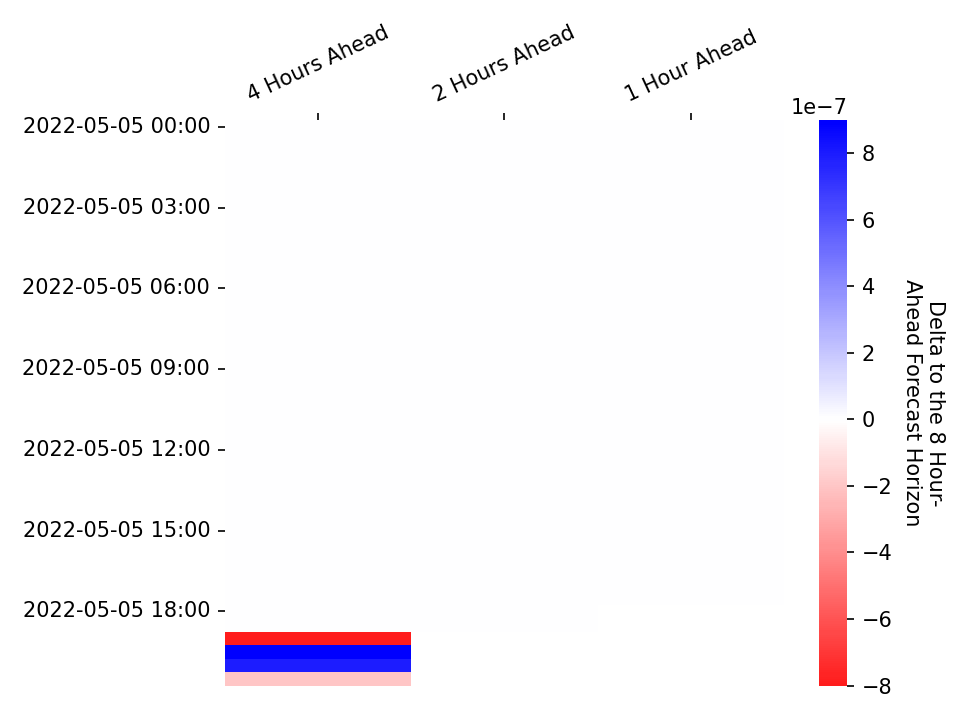 4 Hours Ahead
2 Hours Ahead
1 Hour Ahead
1e−7
2022-05-05 00:00
2022-05-05 03:00
2022-05-05 06:00
2022-05-05 09:00
2022-05-05 12:00
2022-05-05 15:00
2022-05-05 18:00
8
6
4
2
0
−2
−4
−6
−8
Delta to the 8 Hour-
Ahead Forecast Horizon